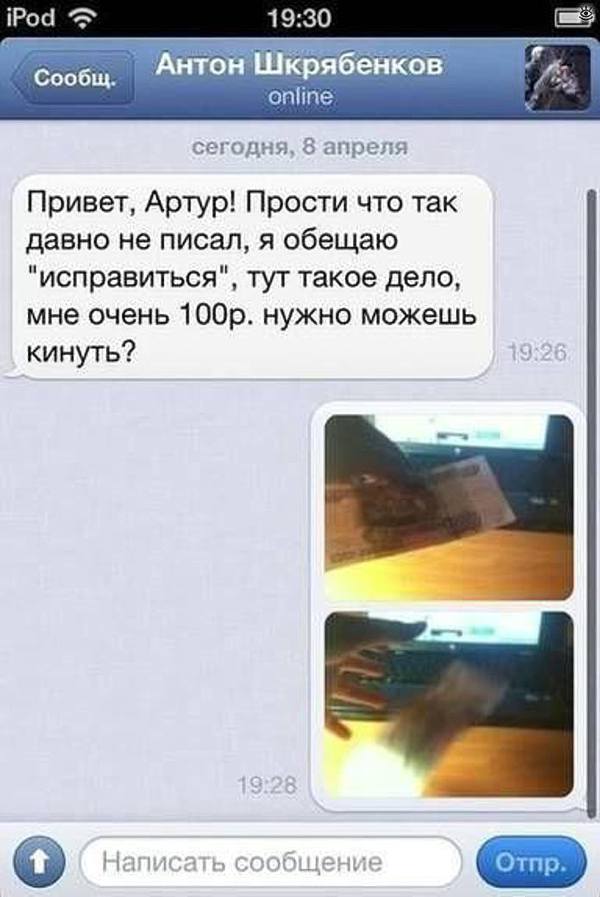 iPod 19:30
Сообщ.
Антон Шкрябенков
online
сегодня, 8 апреля
Привет, Артур! Прости что так
давно не писал, я обещаю
"исправиться", тут такое дело,
мне очень 100р. нужно можешь
кинуть?
19:26
19:28
Написать сообщение
Отпр.